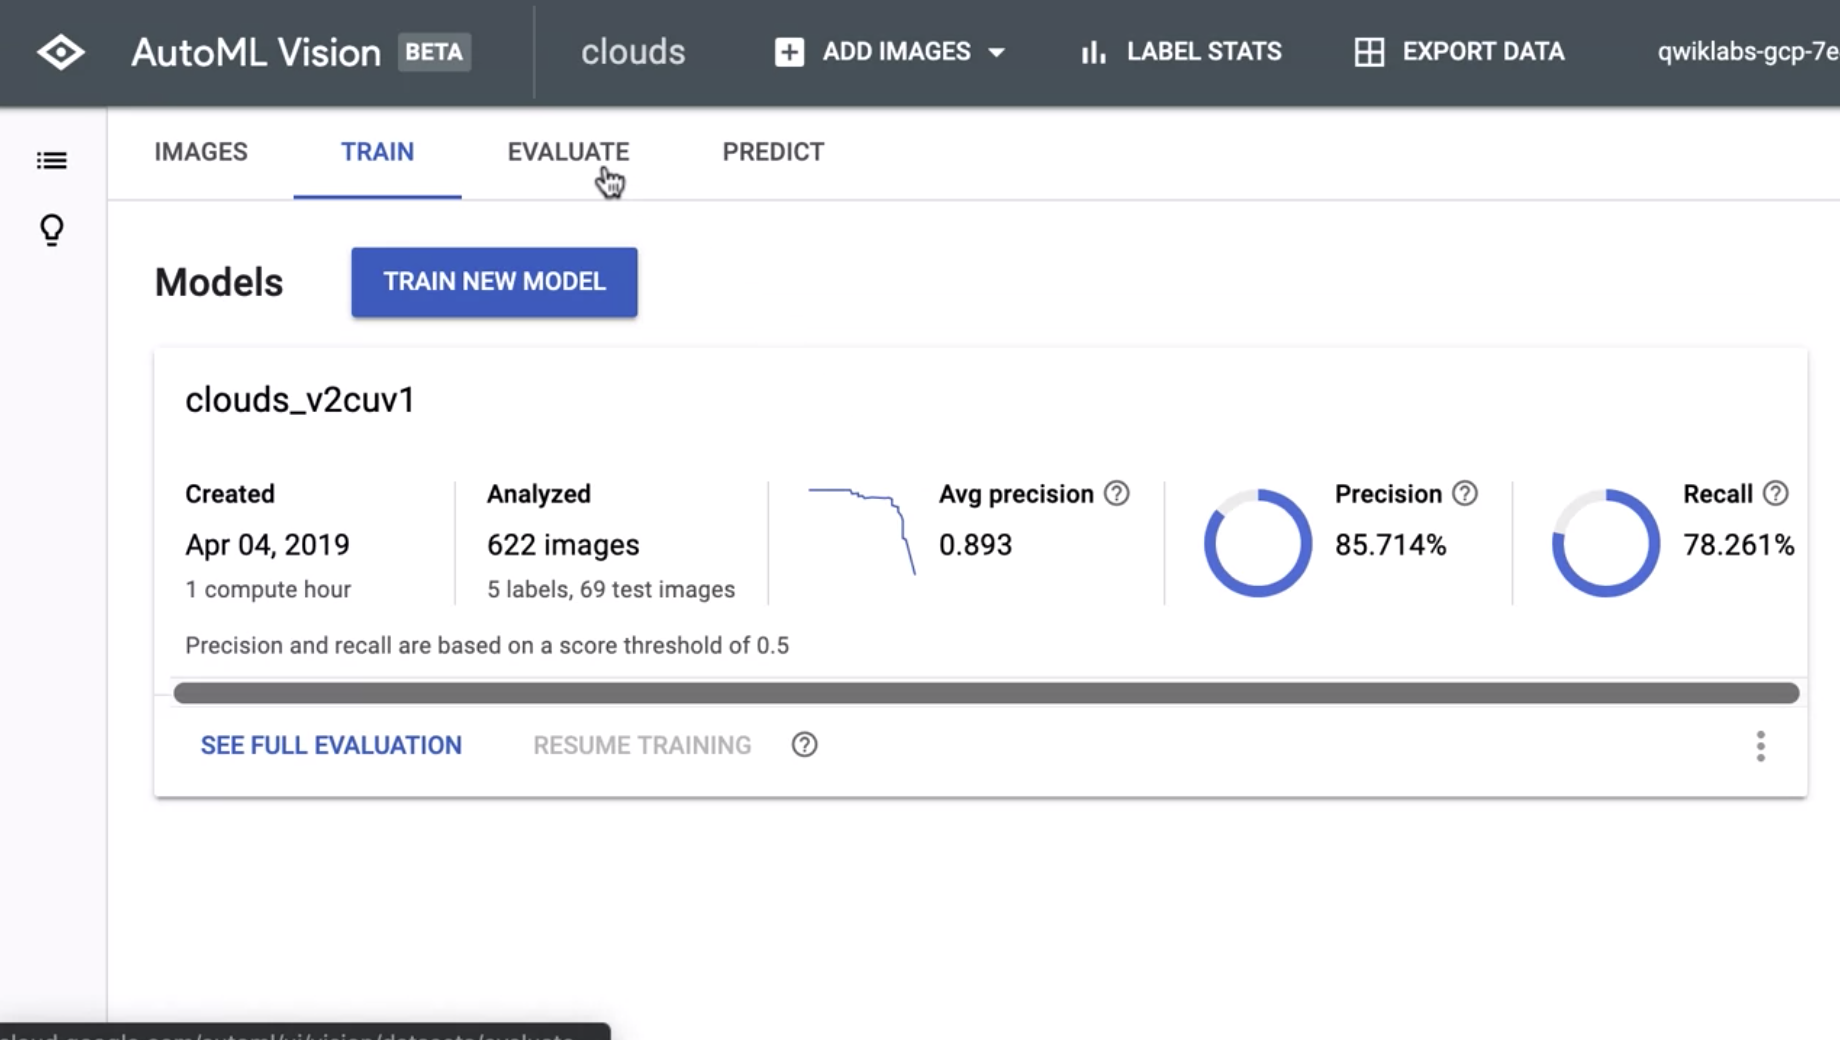 AutoML Vision BETA clouds ADD IMAGES LABEL STATS EXPORT DATA qwiklabs-gcp-7e
IMAGES TRAIN EVALUATE PREDICT
Models TRAIN NEW MODEL
clouds_v2cuv1
Created Analyzed Avg precision Precision Recall
Apr 04, 2019 622 images 0.893 85.714% 78.261%
1 compute hour 5 labels, 69 test images
Precision and recall are based on a score threshold of 0.5
SEE FULL EVALUATION RESUME TRAINING